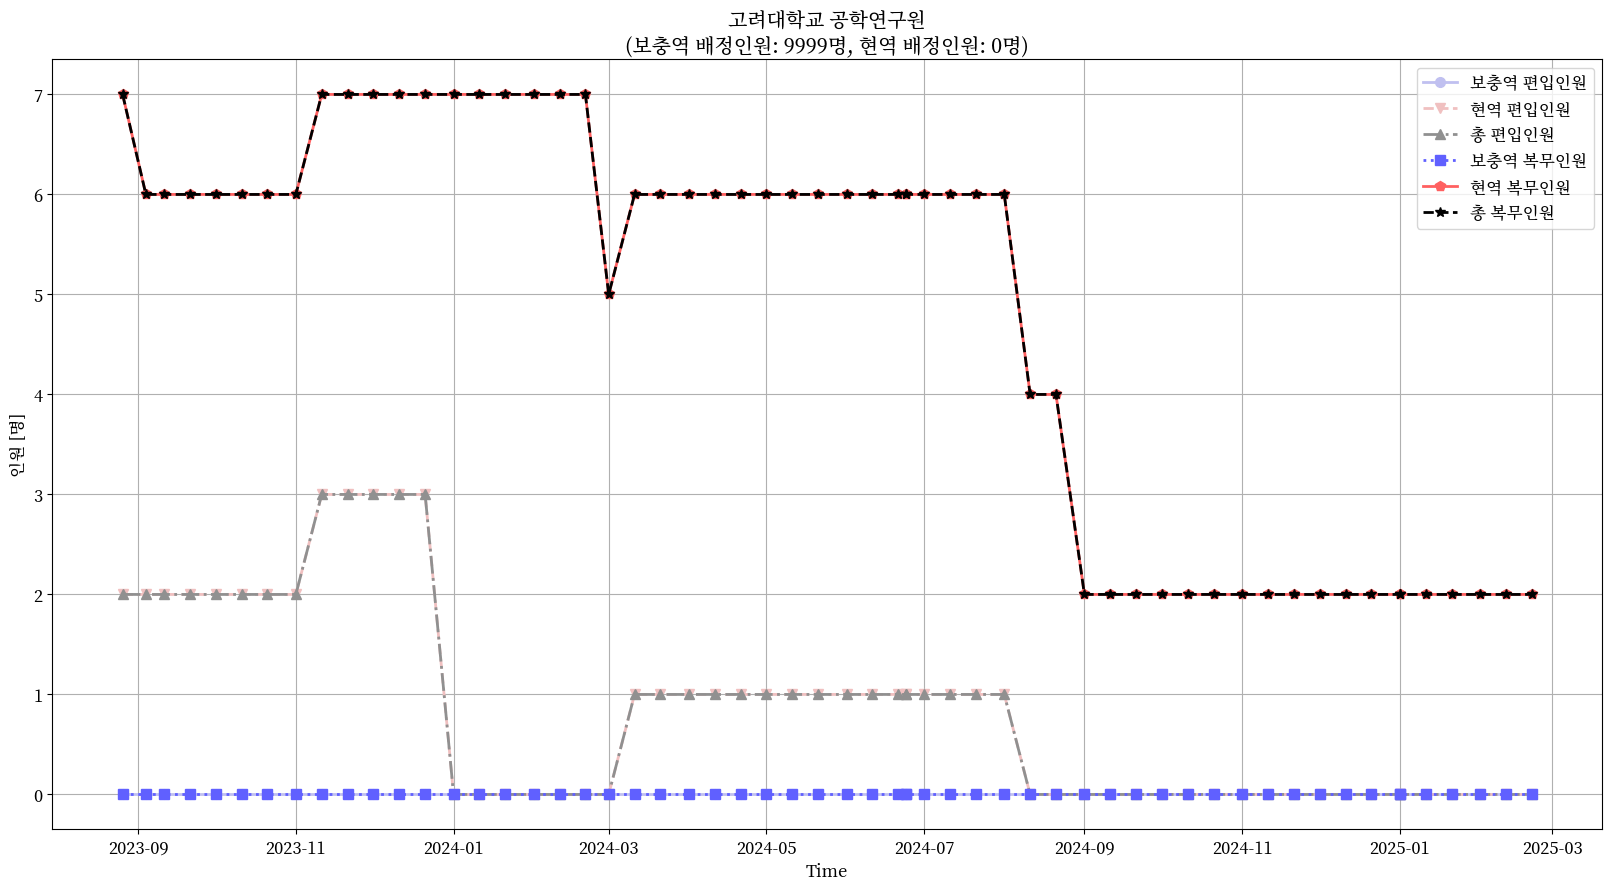 고려대학교 공학연구원
(보충역 배정인원: 9999명, 현역 배정인원: 0명)
보충역 편입인원
현역 편입인원
총 편입인원
보충역 복무인원
현역 복무인원
총 복무인원
인원 [명]
7
6
5
4
3
2
1
0
2023-09 2023-11 2024-01 2024-03 2024-05 2024-07 2024-09 2024-11 2025-01 2025-03
Time